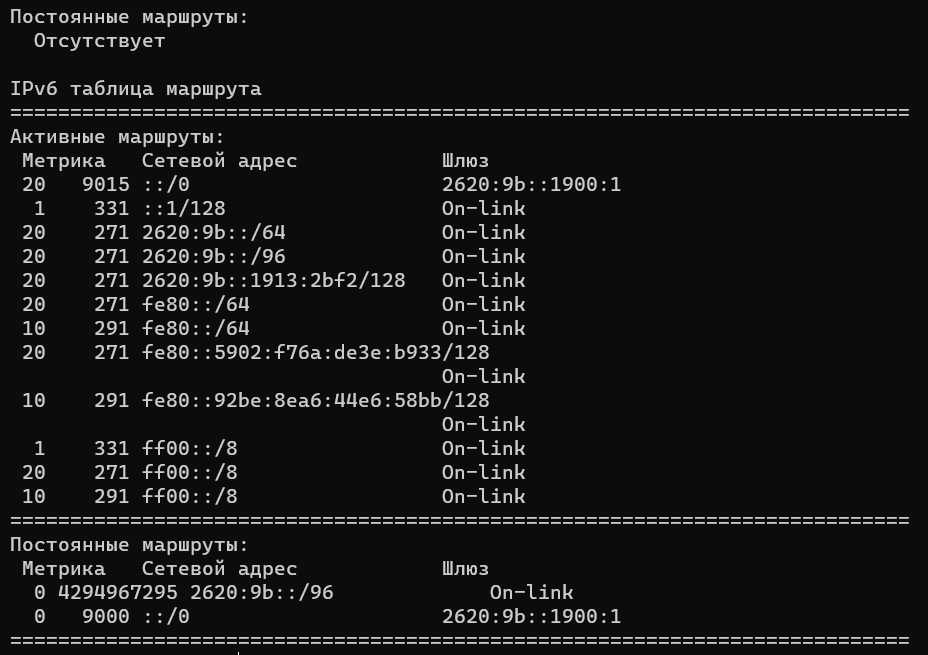 Постоянные маршруты:
  Отсутствует

IPv6 таблица маршрута
===========================================================================
Активные маршруты:
 Метрика   Сетевой адрес            Шлюз
 20   9015 ::/0                     2620:9b::1900:1
  1    331 ::1/128                  On-link
 20    271 2620:9b::/64             On-link
 20    271 2620:9b::/96             On-link
 20    271 2620:9b::1913:2bf2/128   On-link
 20    271 fe80::/64                On-link
 10    291 fe80::/64                On-link
 20    271 fe80::5902:f76a:de3e:b933/128
                                    On-link
 10    291 fe80::92be:8ea6:44e6:58bb/128
                                    On-link
  1    331 ff00::/8                 On-link
 20    271 ff00::/8                 On-link
 10    291 ff00::/8                 On-link
===========================================================================
Постоянные маршруты:
 Метрика   Сетевой адрес            Шлюз
  0 4294967295 2620:9b::/96             On-link
  0   9000 ::/0                     2620:9b::1900:1
===========================================================================